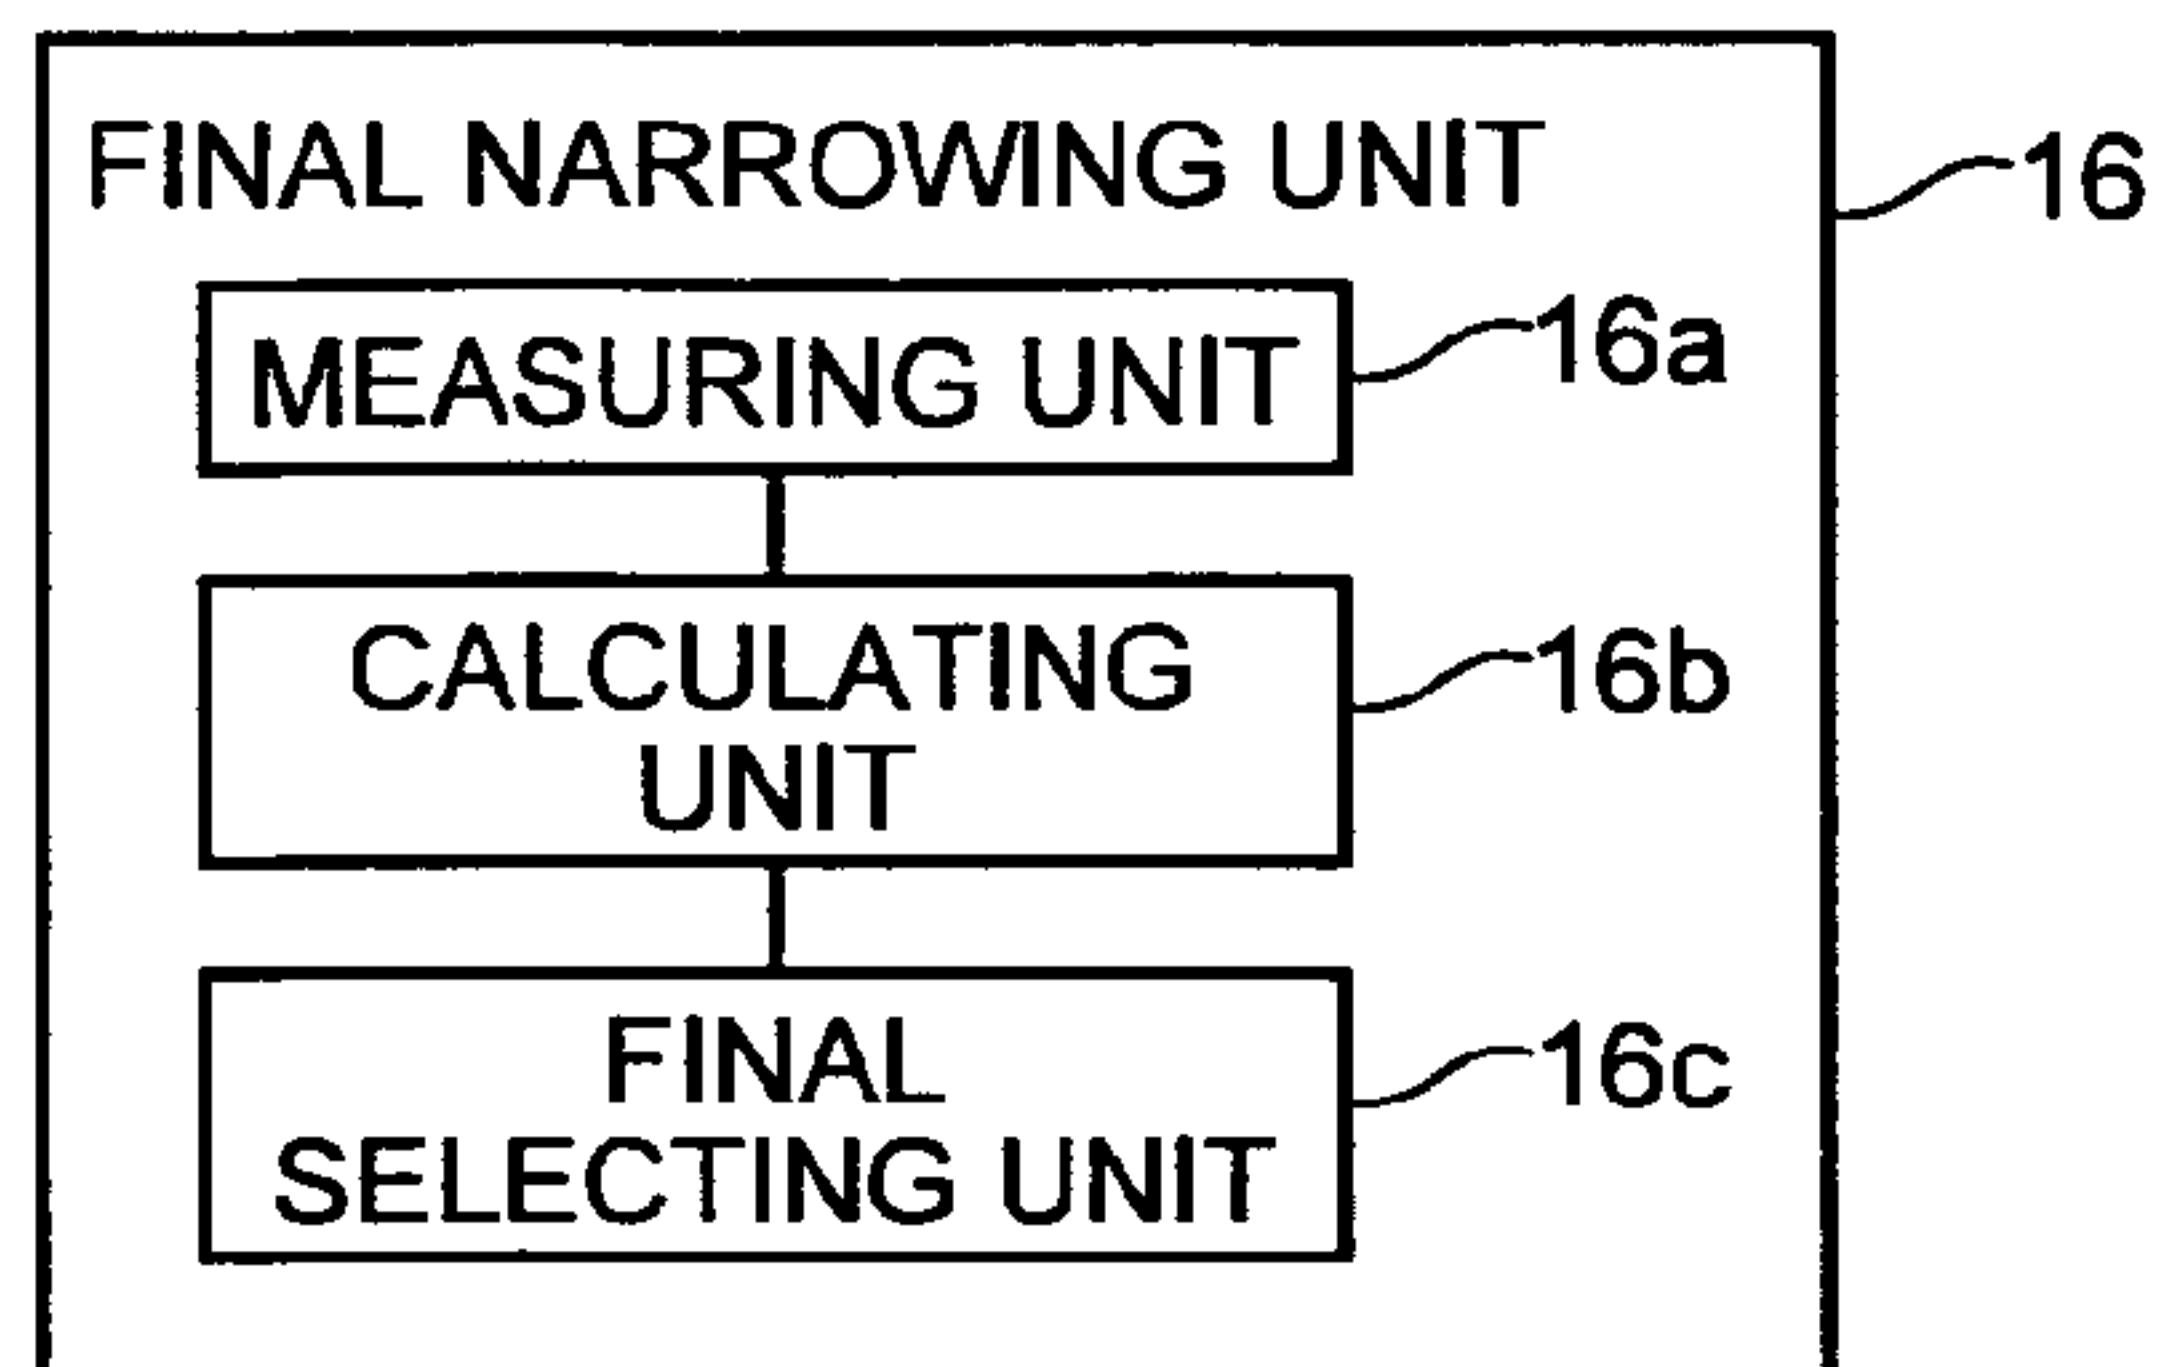 FINAL NARROWING UNIT
16
MEASURING UNIT
16a
CALCULATING
UNIT
16b
FINAL
SELECTING UNIT
16c